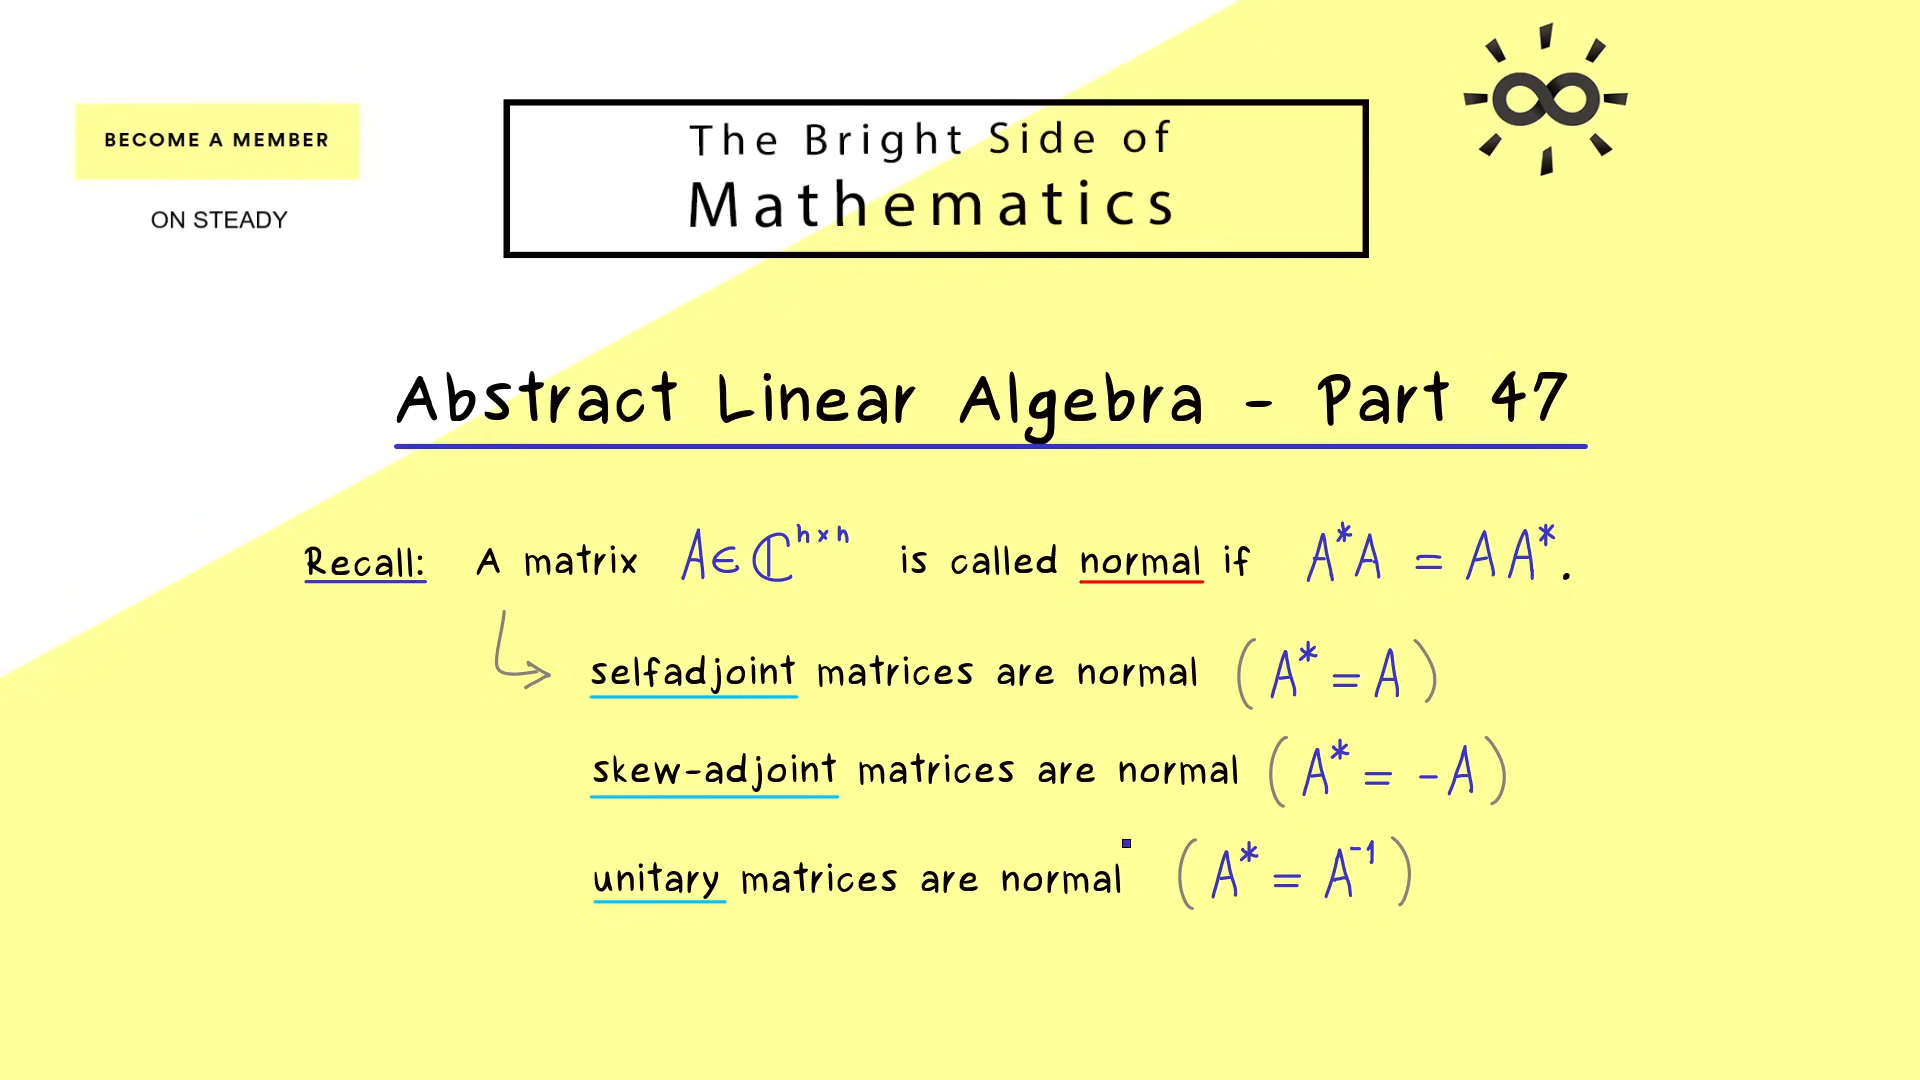 BECOME A MEMBER
ON STEADY
The Bright Side of
Mathematics
Abstract Linear Algebra - Part 47
Recall: A matrix A∈ℂⁿˣⁿ is called normal if A*A = AA*.
selfadjoint matrices are normal (A* = A)
skew-adjoint matrices are normal (A* = -A)
unitary matrices are normal (A* = A⁻¹)